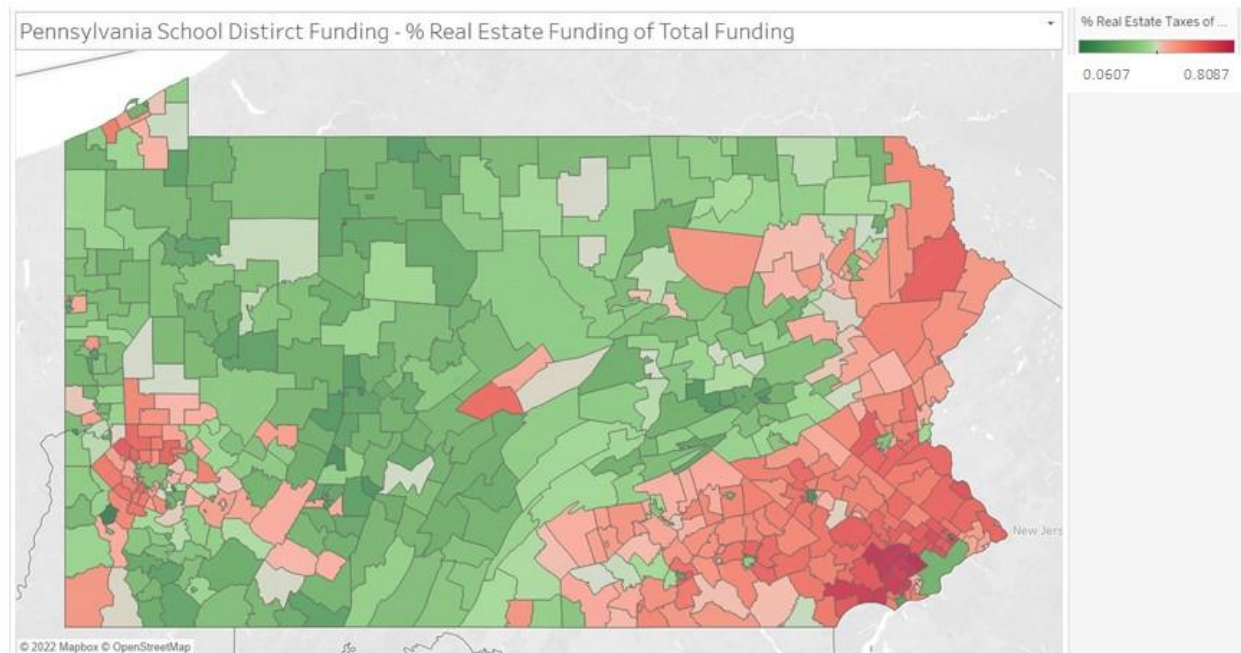 Pennsylvania School Distirct Funding - % Real Estate Funding of Total Funding
% Real Estate Taxes of ...
0.0607 0.8087
New Jers
© 2022 Mapbox © OpenStreetMap